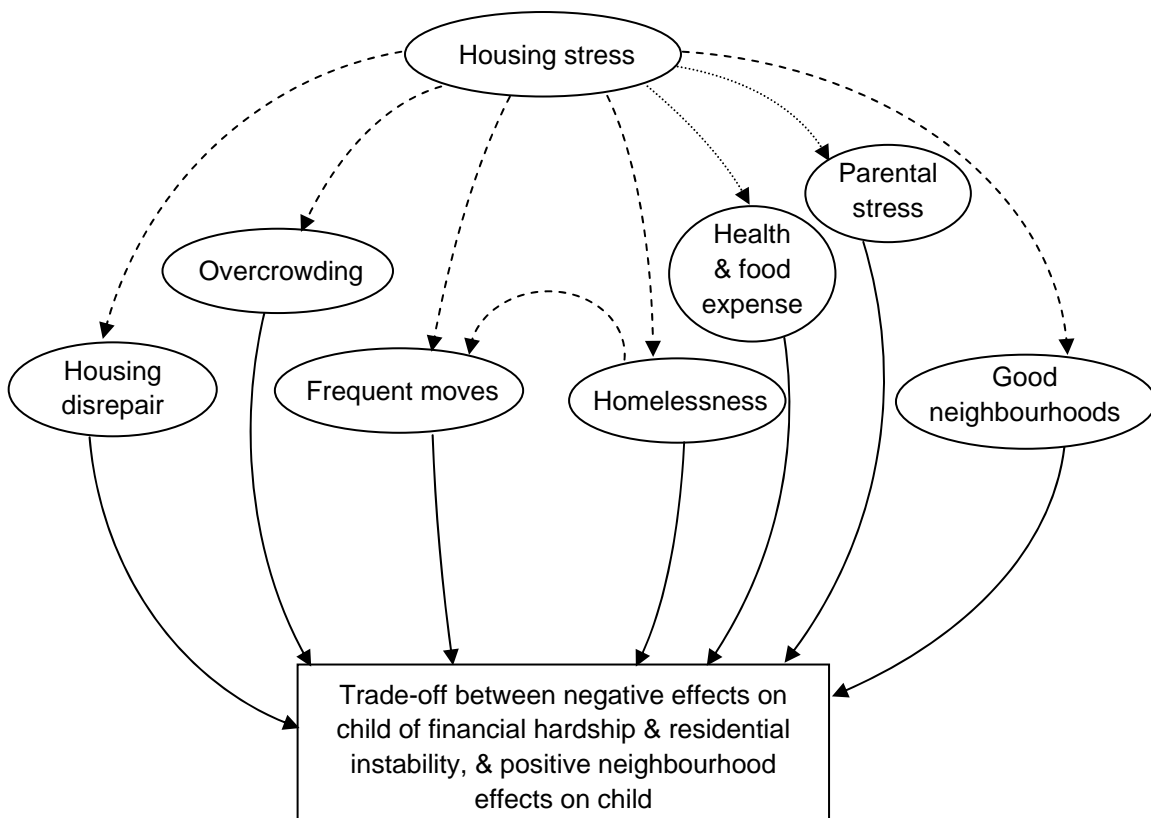 Housing stress
Parental
stress
Health
& food
expense
Overcrowding
Housing
disrepair
Frequent moves
Homelessness
Good
neighbourhoods
Trade-off between negative effects on
child of financial hardship & residential
instability, & positive neighbourhood
effects on child